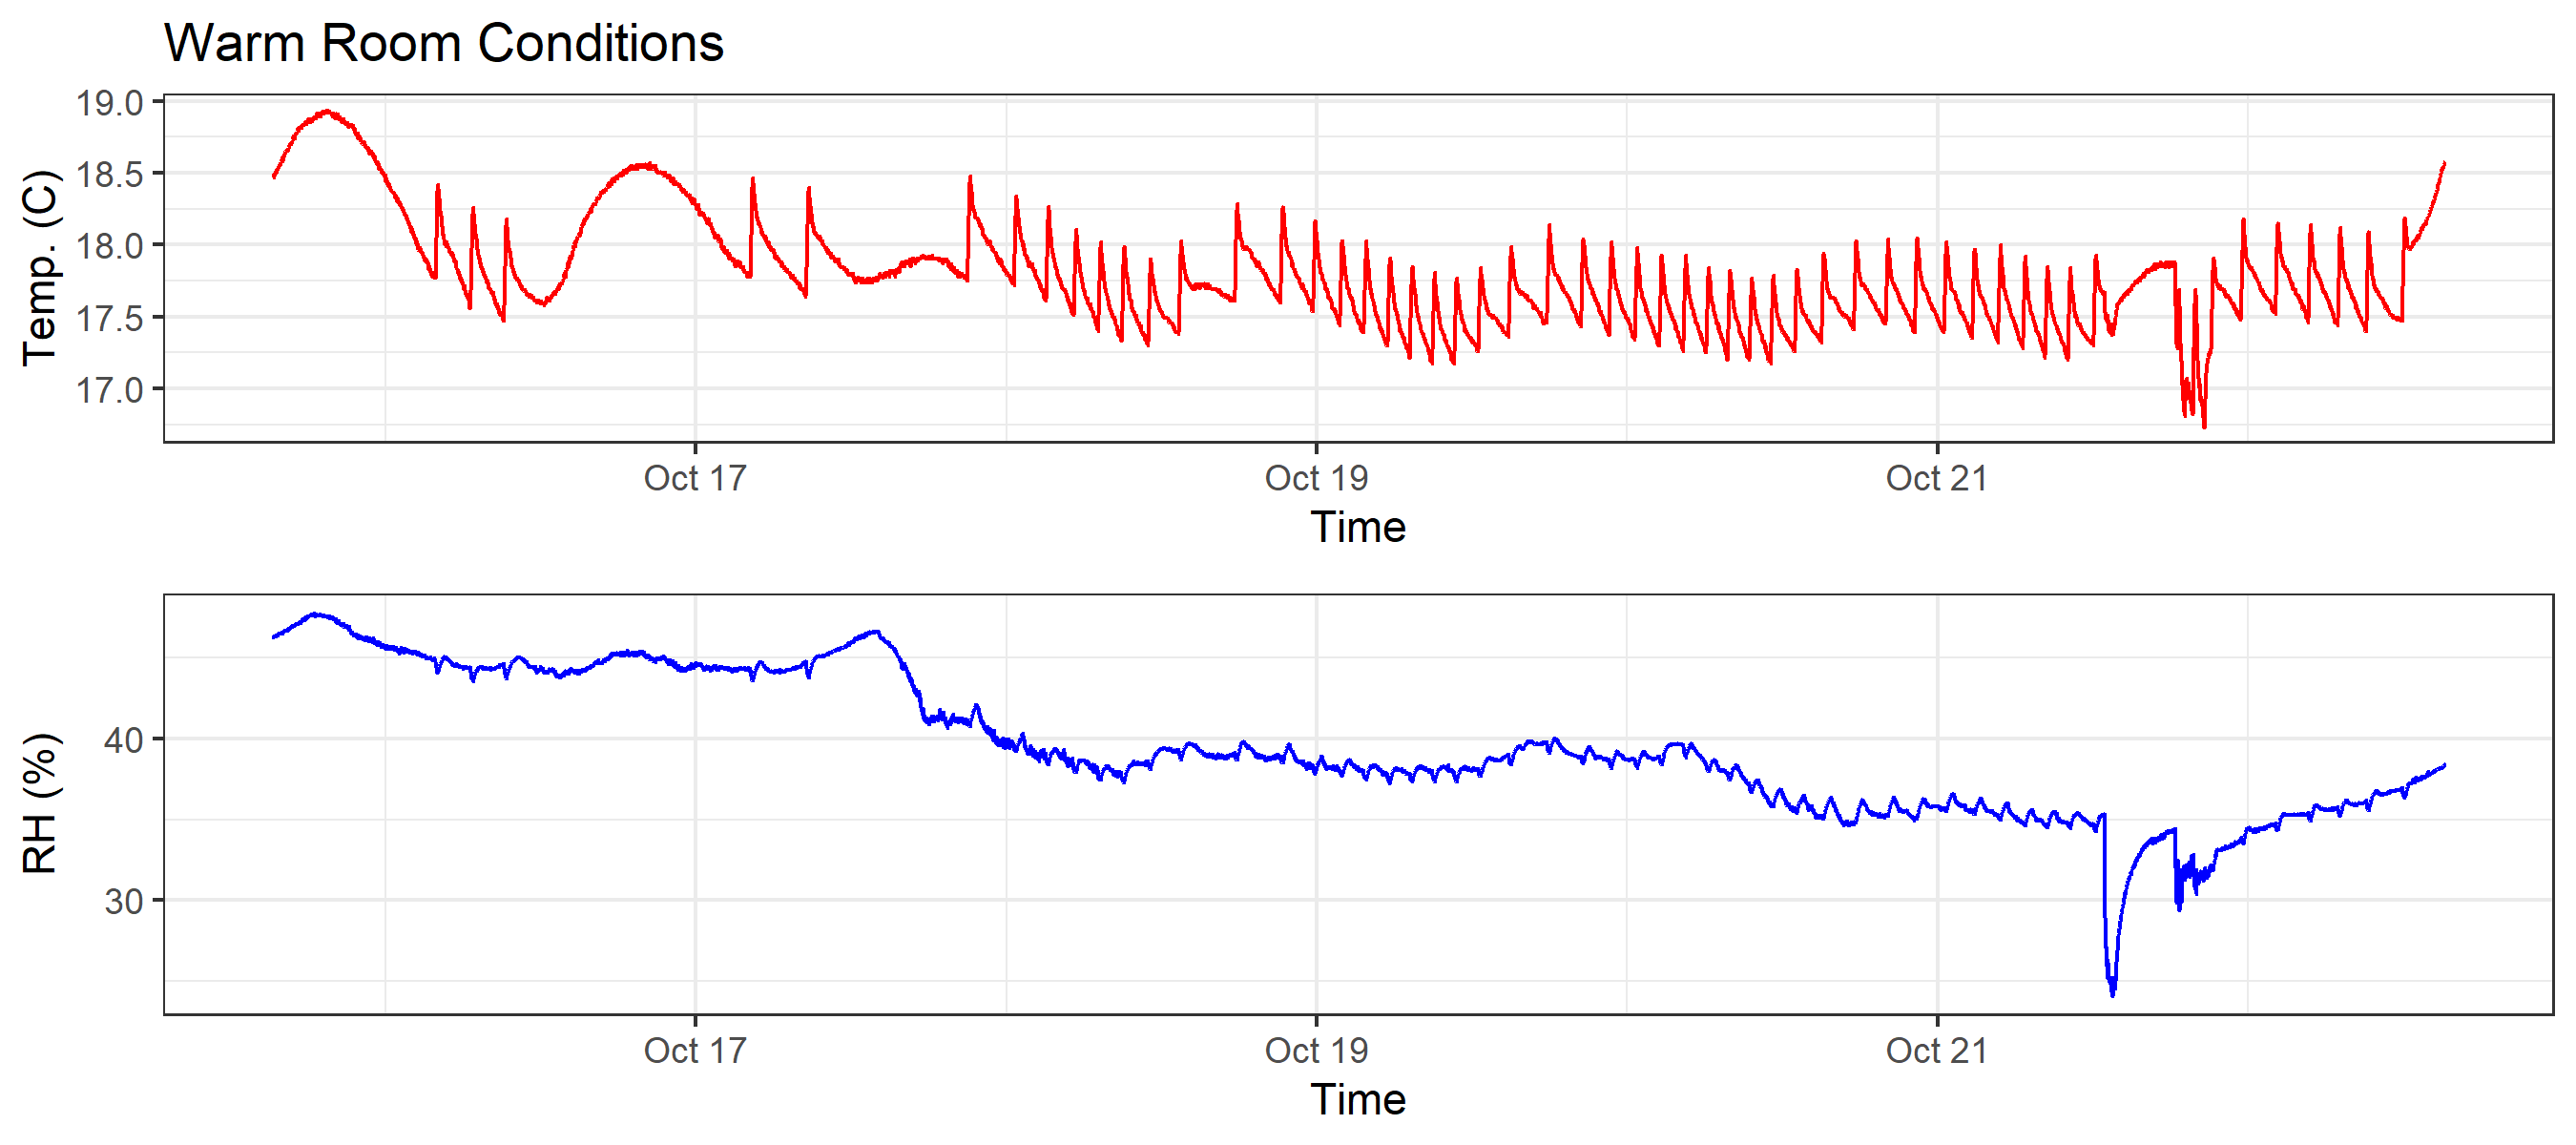 Warm Room Conditions
Temp. (C)
19.0
18.5
18.0
17.5
17.0
Oct 17 Oct 19 Oct 21
Time
RH (%)
40
30
Oct 17 Oct 19 Oct 21
Time